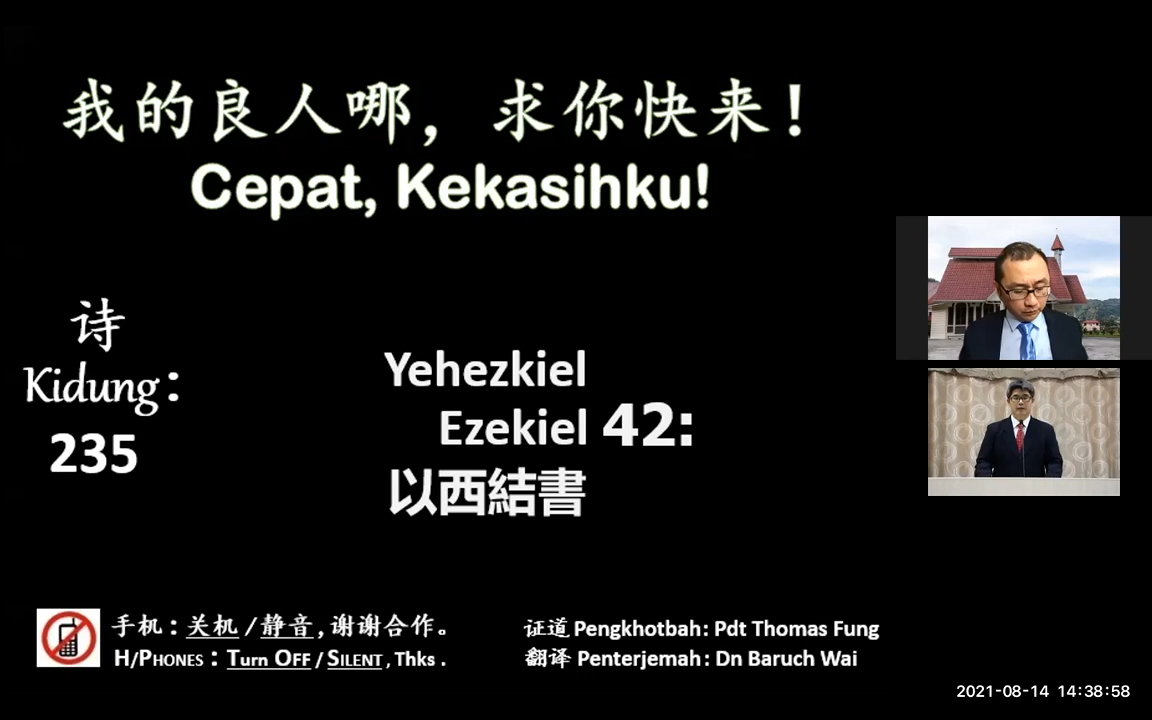 我的良人哪，求你快来！
Cepat, Kekasihku!
诗
Kidung：
235
Yehezkiel
Ezekiel 42:
以西結書
手机：关机 / 静音，谢谢合作。
H/PHONES : Turn OFF / SILENT , Thks .
证道 Pengkhotbah: Pdt Thomas Fung
翻译 Penterjemah: Dn Baruch Wai
2021-08-14 14:38:58